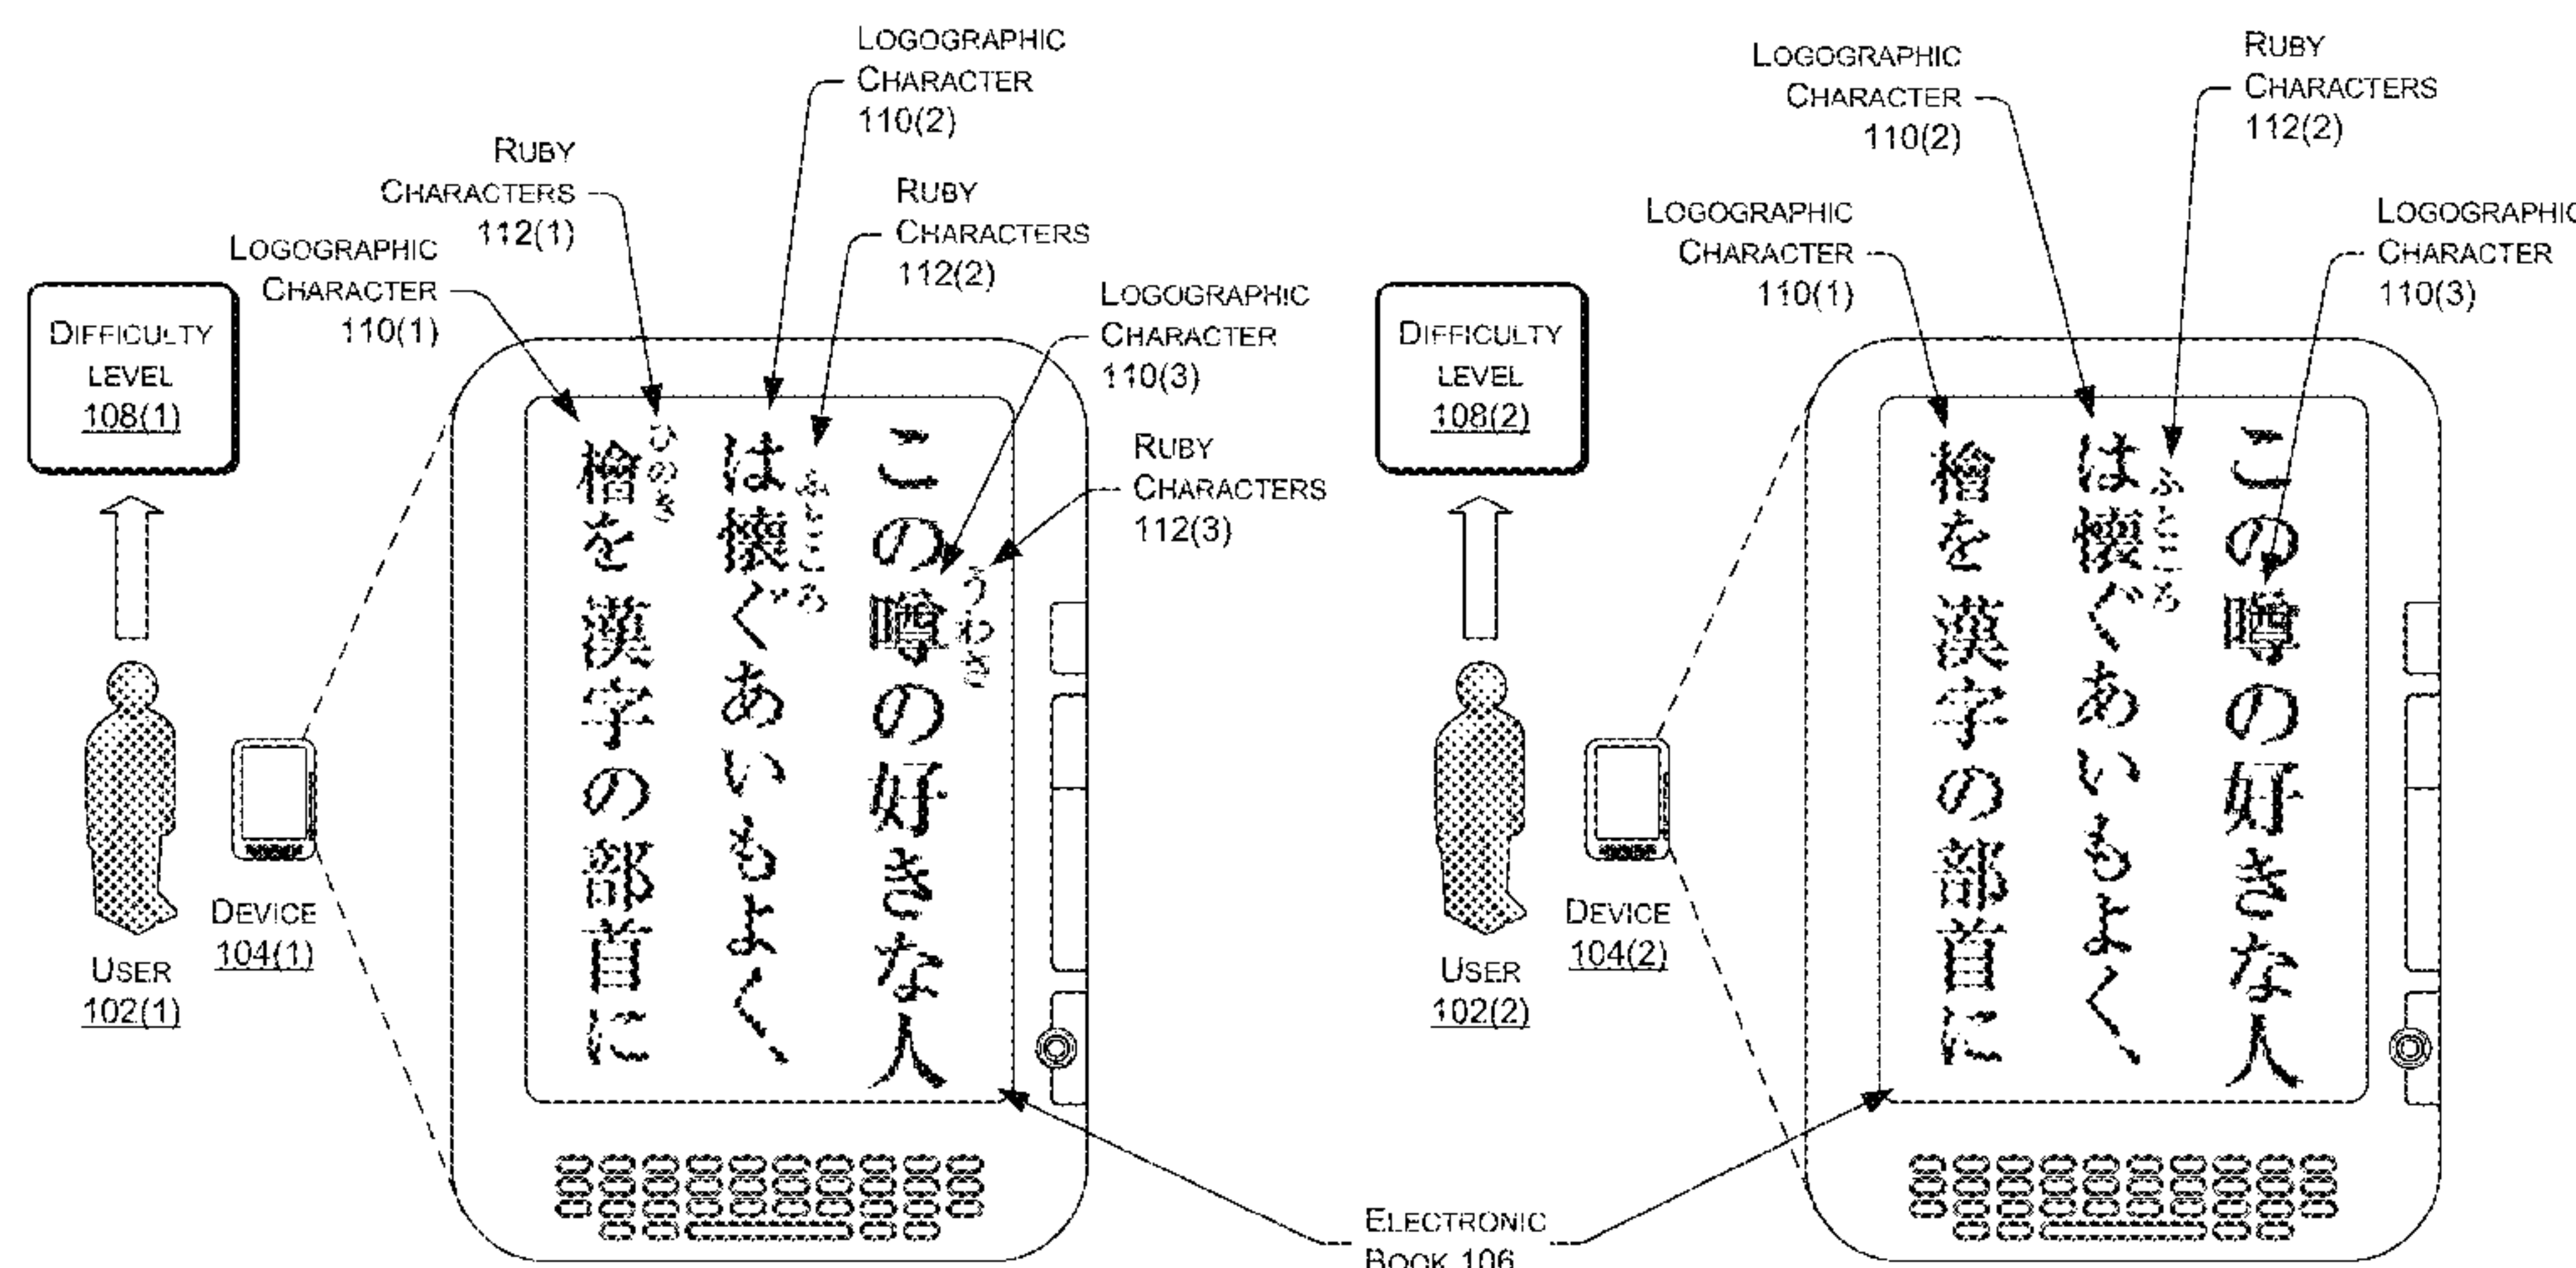 Logographic
Character
110(2)
Ruby
Characters
112(1)
Ruby
Characters
112(2)
Logographic
Character
110(1)
Logographic
Character
110(3)
Ruby
Characters
112(3)
Difficulty
level
108(1)
User
102(1)
Device
104(1)
この噂の好きな人
うわさ
は懐ぐあいもよく、
ふところ
檜を漢字の部首に
ひのき
Logographic
Character
110(2)
Ruby
Characters
112(2)
Logographic
Character
110(1)
Logographic
Character
110(3)
Difficulty
level
108(2)
User
102(2)
Device
104(2)
この噂の好きな人
は懐ぐあいもよく、
ふところ
檜を漢字の部首に
Electronic
Book 106